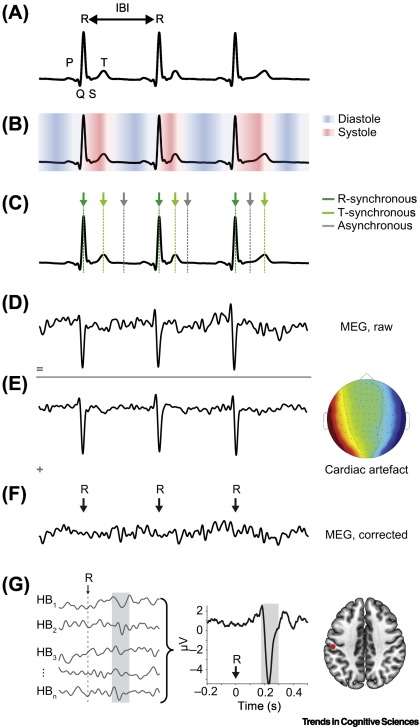 (A)
IBI
R
R
P
T
Q S
(B)
Diastole
Systole
(C)
R-synchronous
T-synchronous
Asynchronous
(D)
MEG, raw
=
(E)
+
Cardiac artefact
(F)
R
R
R
MEG, corrected
(G)
R
HB1
HB2
HB3
⋮
HBn
μV
2
0
−2
−4
R
−0.2
0
0.2
0.4
Time (s)
Trends in Cognitive Sciences